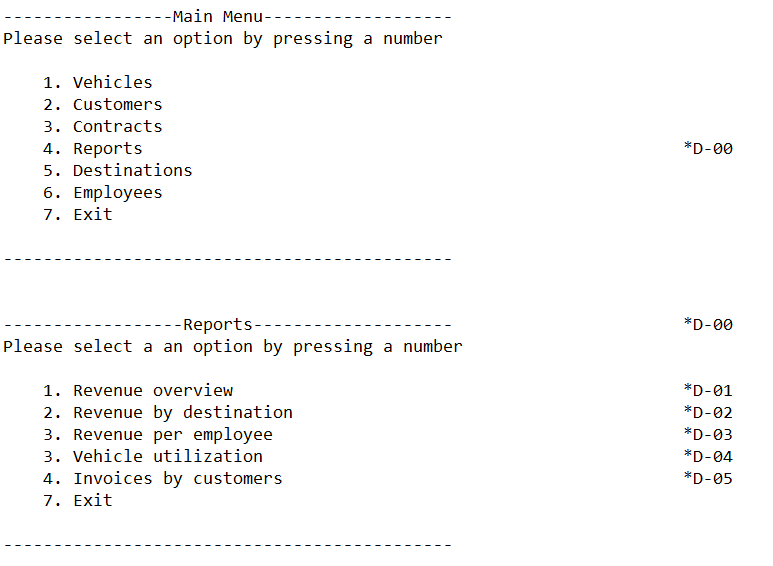 -----------------Main Menu-------------------
Please select an option by pressing a number
1. Vehicles
2. Customers
3. Contracts
4. Reports *D-00
5. Destinations
6. Employees
7. Exit
---------------------------------------------
------------------Reports-------------------- *D-00
Please select a an option by pressing a number
1. Revenue overview *D-01
2. Revenue by destination *D-02
3. Revenue per employee *D-03
3. Vehicle utilization *D-04
4. Invoices by customers *D-05
7. Exit
---------------------------------------------